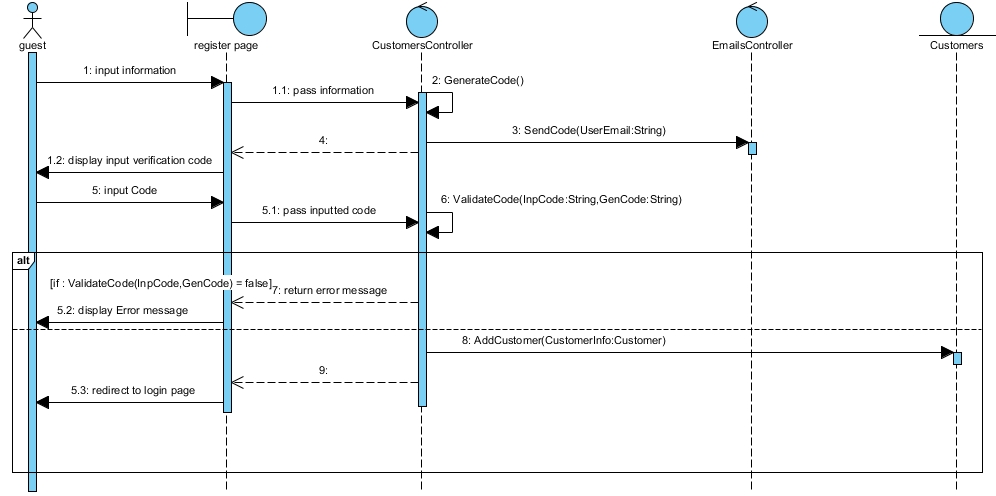 guest
register page
CustomersController
EmailsController
Customers
1: input information
2: GenerateCode()
1.1: pass information
3: SendCode(UserEmail:String)
4:
1.2: display input verification code
5: input Code
6: ValidateCode(InpCode:String,GenCode:String)
5.1: pass inputted code
alt
[if : ValidateCode(InpCode,GenCode) = false]
7: return error message
5.2: display Error message
8: AddCustomer(CustomerInfo:Customer)
9:
5.3: redirect to login page